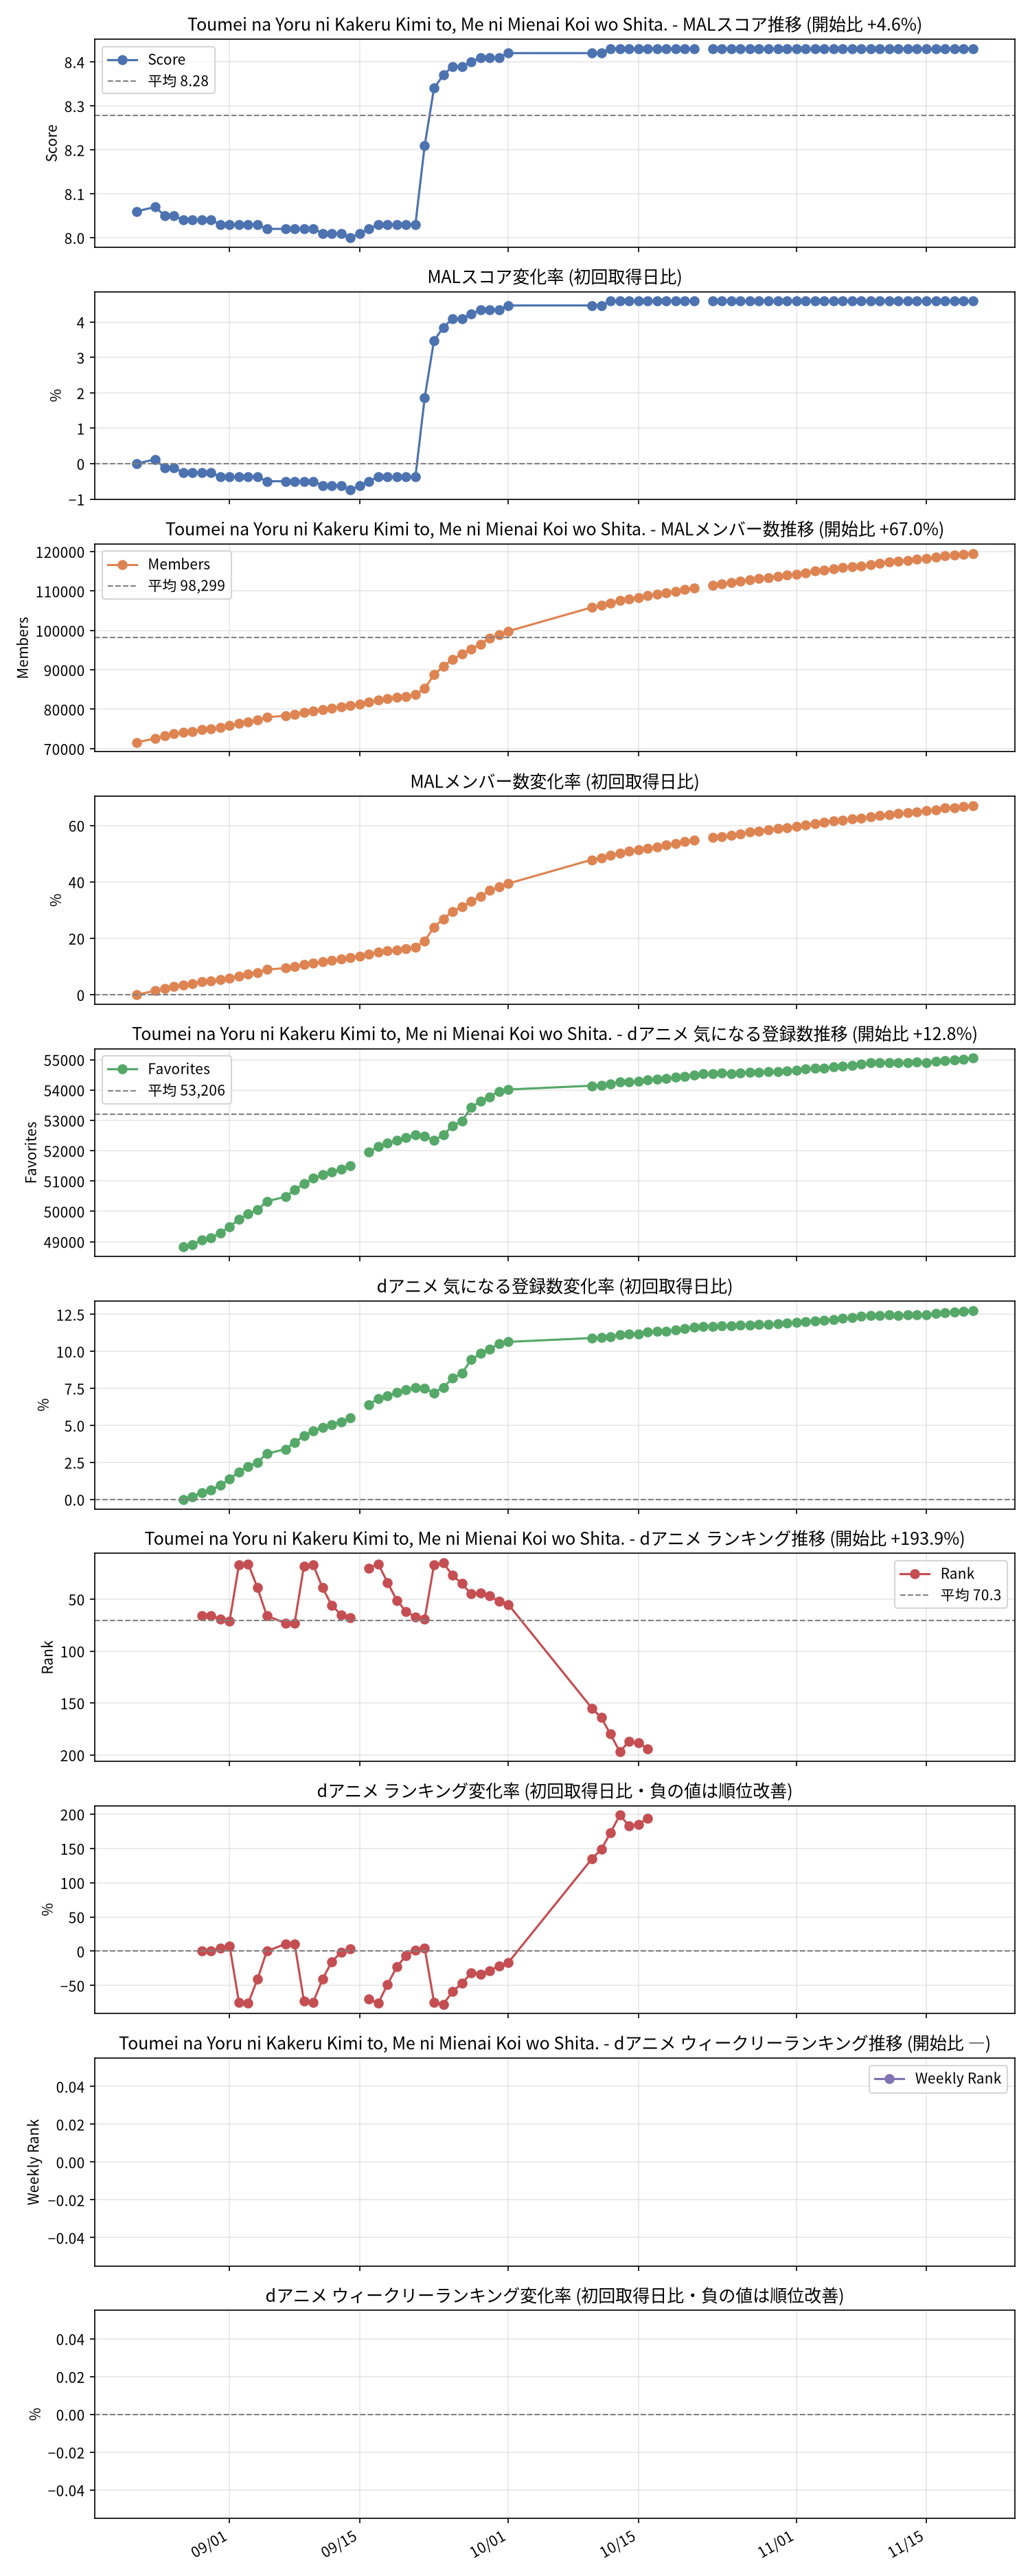 Toumei na Yoru ni Kakeru Kimi to, Me ni Mienai Koi wo Shita. - MALスコア推移 (開始比 +4.6%)
Score
平均 8.28
8.4
8.3
8.2
8.1
8.0
Score
MALスコア変化率 (初回取得日比)
4
3
2
1
0
−1
%
Toumei na Yoru ni Kakeru Kimi to, Me ni Mienai Koi wo Shita. - MALメンバー数推移 (開始比 +67.0%)
Members
平均 98,299
120000
110000
100000
90000
80000
70000
Members
MALメンバー数変化率 (初回取得日比)
60
40
20
0
%
Toumei na Yoru ni Kakeru Kimi to, Me ni Mienai Koi wo Shita. - dアニメ 気になる登録数推移 (開始比 +12.8%)
Favorites
平均 53,206
55000
54000
53000
52000
51000
50000
49000
Favorites
dアニメ 気になる登録数変化率 (初回取得日比)
12.5
10.0
7.5
5.0
2.5
0.0
%
Toumei na Yoru ni Kakeru Kimi to, Me ni Mienai Koi wo Shita. - dアニメ ランキング推移 (開始比 +193.9%)
Rank
平均 70.3
50
100
150
200
Rank
dアニメ ランキング変化率 (初回取得日比・負の値は順位改善)
200
150
100
50
0
−50
%
Toumei na Yoru ni Kakeru Kimi to, Me ni Mienai Koi wo Shita. - dアニメ ウィークリーランキング推移 (開始比 —)
Weekly Rank
0.04
0.02
0.00
−0.02
−0.04
Weekly Rank
dアニメ ウィークリーランキング変化率 (初回取得日比・負の値は順位改善)
0.04
0.02
0.00
−0.02
−0.04
%
09/01
09/15
10/01
10/15
11/01
11/15